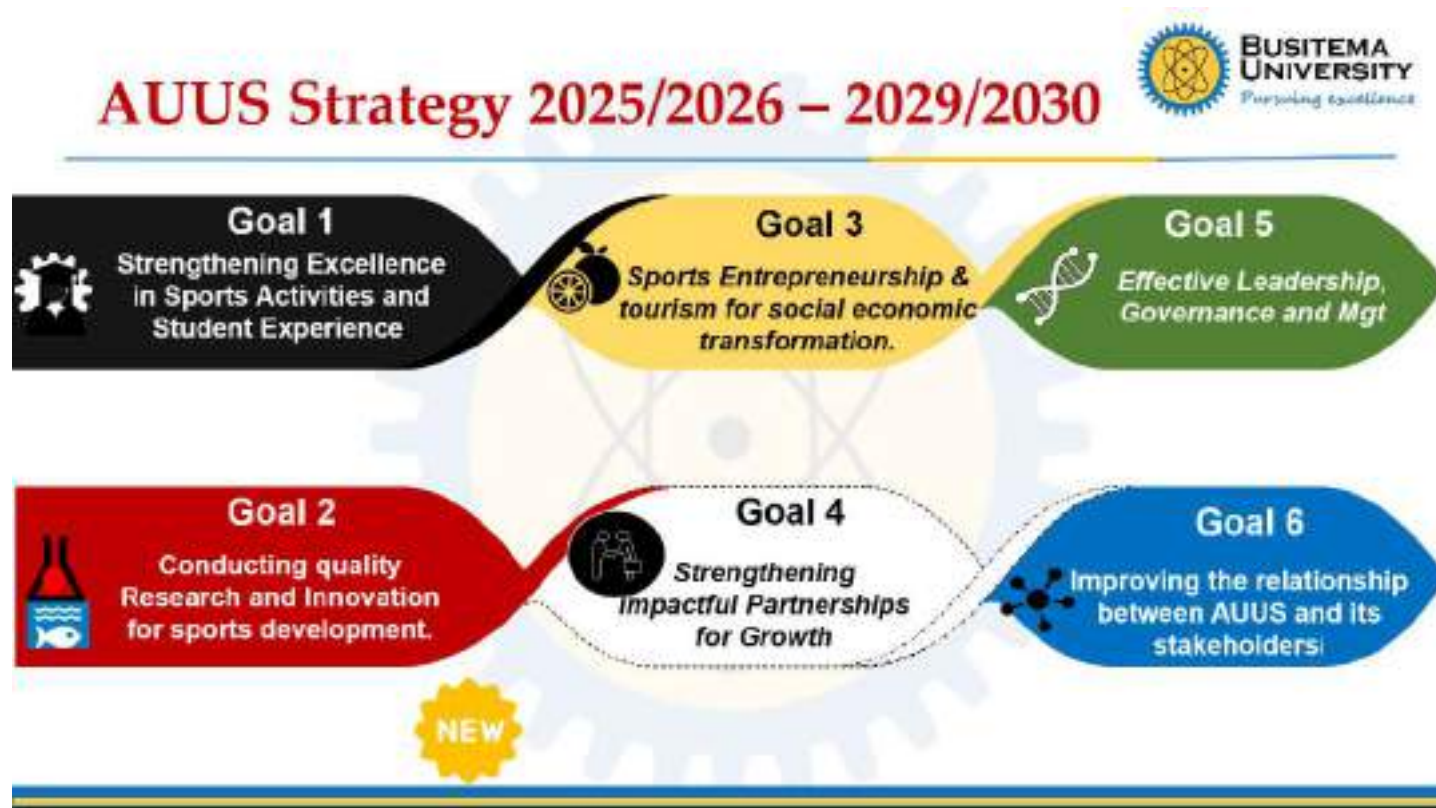 AUUS Strategy 2025/2026 – 2029/2030
BUSITEMA
UNIVERSITY
Pursuing excellence
Goal 1
Strengthening Excellence
in Sports Activities and
Student Experience
Goal 3
Sports Entrepreneurship &
tourism for social economic
transformation.
Goal 5
Effective Leadership,
Governance and Mgt
Goal 2
Conducting quality
Research and Innovation
for sports development.
Goal 4
Strengthening
Impactful Partnerships
for Growth
Goal 6
Improving the relationship
between AUUS and its
stakeholders
NEW